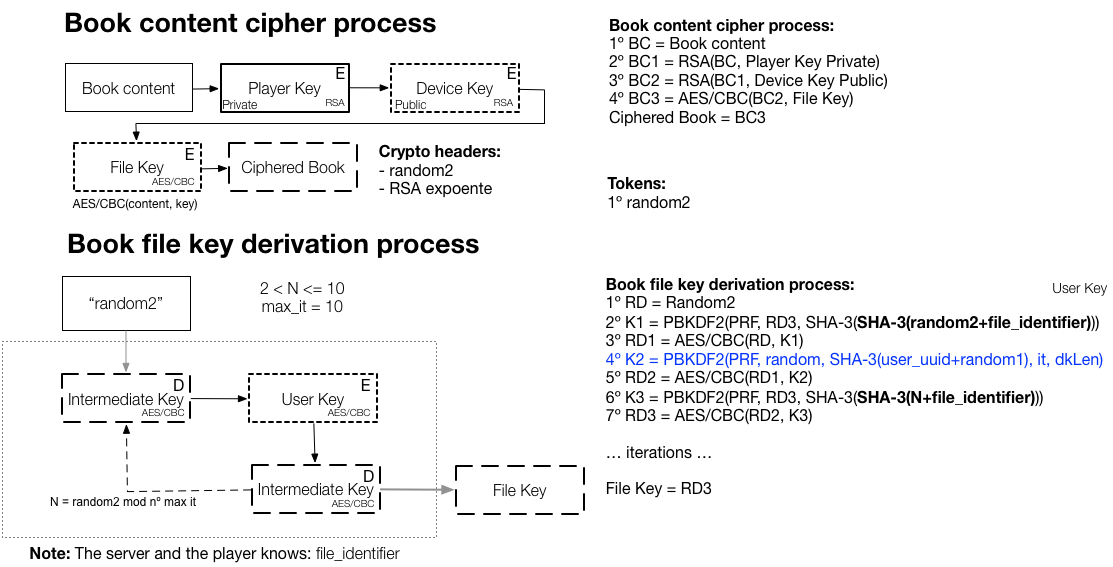 Book content cipher process
Book content
E
Player Key
Private
RSA
E
Device Key
Public
RSA
E
File Key
AES/CBC
Ciphered Book
AES/CBC(content, key)
Crypto headers:
- random2
- RSA expoente
Book content cipher process:
1º BC = Book content
2º BC1 = RSA(BC, Player Key Private)
3º BC2 = RSA(BC1, Device Key Public)
4º BC3 = AES/CBC(BC2, File Key)
Ciphered Book = BC3
Tokens:
1º random2
Book file key derivation process
“random2”
2 < N <= 10
max_it = 10
D
Intermediate Key
AES/CBC
E
User Key
AES/CBC
D
Intermediate Key
AES/CBC
File Key
N = random2 mod nº max it
Note: The server and the player knows: file_identifier
Book file key derivation process:
User Key
1º RD = Random2
2º K1 = PBKDF2(PRF, RD3, SHA-3(SHA-3(random2+file_identifier)))
3º RD1 = AES/CBC(RD, K1)
4º K2 = PBKDF2(PRF, random, SHA-3(user_uuid+random1), it, dkLen)
5º RD2 = AES/CBC(RD1, K2)
6º K3 = PBKDF2(PRF, RD3, SHA-3(SHA-3(N+file_identifier)))
7º RD3 = AES/CBC(RD2, K3)
… iterations …
File Key = RD3